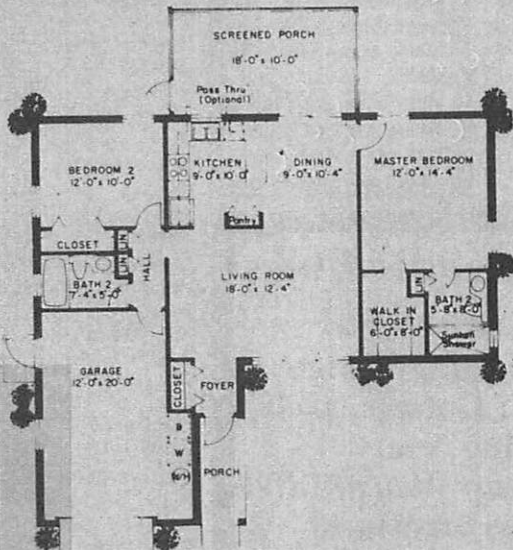 SCREENED PORCH
18'-0" x 10'-0"
Pass Thru
(Optional)
BEDROOM 2
12'-0" x 10'-0"
KITCHEN
9'-0" x 10'-0"
DINING
9'-0" x 10'-4"
MASTER BEDROOM
12'-0" x 14'-4"
Pantry
CLOSET
LIN
LIN
HALL
BATH 2
7'-4" x 5'-0"
LIVING ROOM
18'-0" x 12'-4"
LIN
BATH 2
5'-8" x 8'-0"
WALK IN
CLOSET
6'-0" x 8'-0"
Sunken
Shower
GARAGE
12'-0" x 20'-0"
CLOSET
FOYER
W
W/H
PORCH